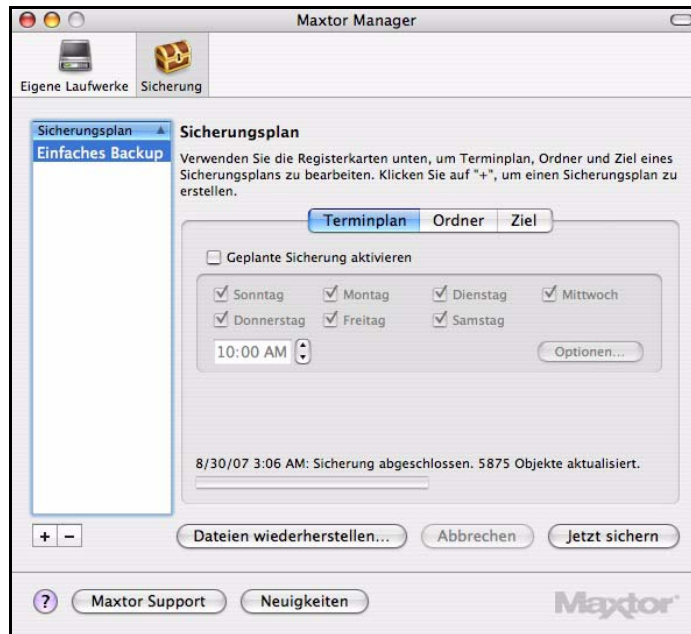 Maxtor Manager
Eigene Laufwerke
Sicherung
Sicherungsplan
Einfaches Backup
Sicherungsplan
Verwenden Sie die Registerkarten unten, um Terminplan, Ordner und Ziel eines
Sicherungsplans zu bearbeiten. Klicken Sie auf "+", um einen Sicherungsplan zu
erstellen.
Terminplan Ordner Ziel
Geplante Sicherung aktivieren
Sonntag Montag Dienstag Mittwoch
Donnerstag Freitag Samstag
10:00 AM Optionen...
8/30/07 3:06 AM: Sicherung abgeschlossen. 5875 Objekte aktualisiert.
+ − Dateien wiederherstellen... Abbrechen Jetzt sichern
? Maxtor Support Neuigkeiten Maxtor